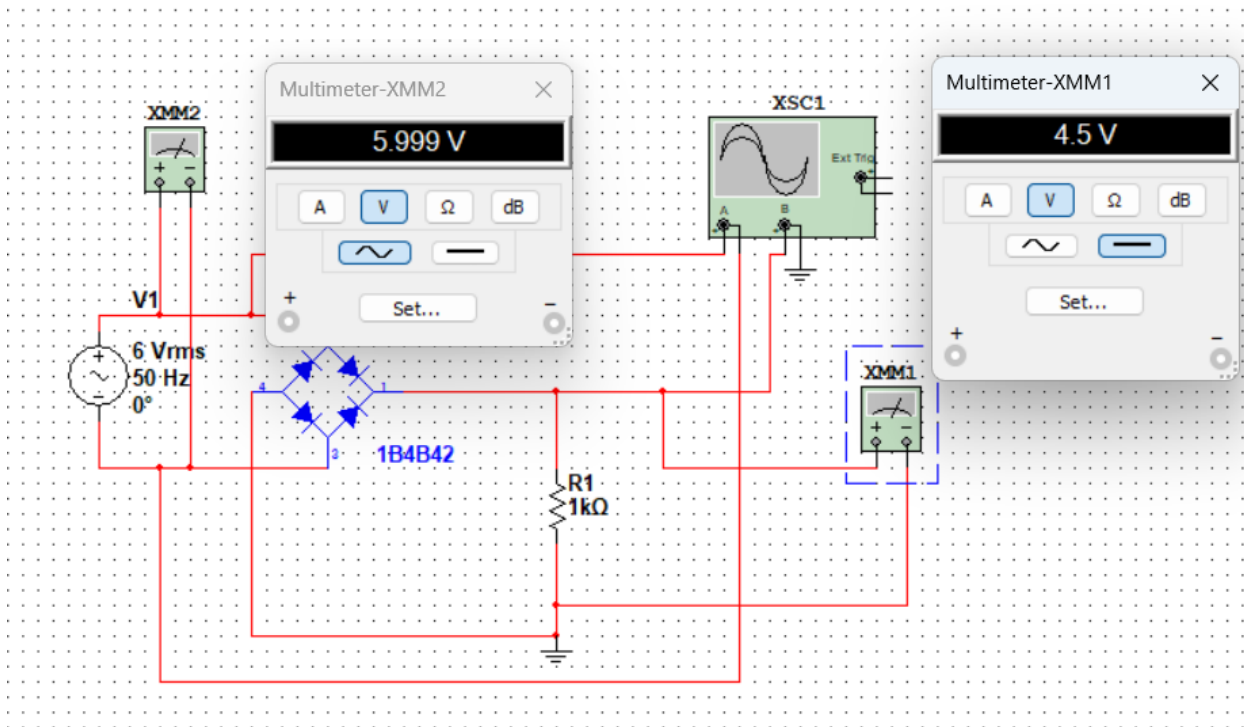 Multimeter-XMM2
5.999 V
A
V
Ω
dB
+
Set...
−
Multimeter-XMM1
4.5 V
A
V
Ω
dB
Set...
+
−
XMM2
+ −
XSC1
Ext Trig
+
A
B
V1
+
6 Vrms
50 Hz
0°
4
1
3
1B4B42
R1
1kΩ
XMM1
+ −